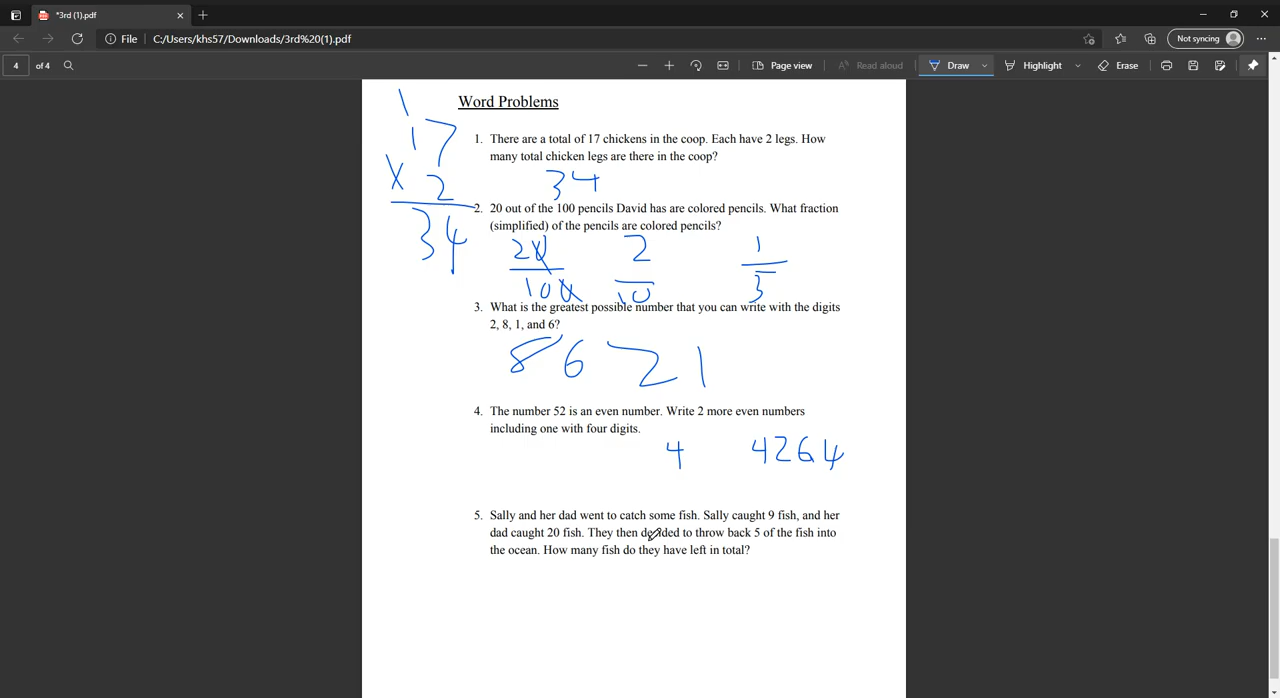 *3rd (1).pdf
File C:/Users/khs57/Downloads/3rd%20(1).pdf
Not syncing
4 of 4 Page view Read aloud Draw Highlight Erase
Word Problems
1
17
x 2
34
1. There are a total of 17 chickens in the coop. Each have 2 legs. How
many total chicken legs are there in the coop?
34
2. 20 out of the 100 pencils David has are colored pencils. What fraction
(simplified) of the pencils are colored pencils?
20 2 1
100 10 5
3. What is the greatest possible number that you can write with the digits
2, 8, 1, and 6?
8 6 2 1
4. The number 52 is an even number. Write 2 more even numbers
including one with four digits.
4 4264
5. Sally and her dad went to catch some fish. Sally caught 9 fish, and her
dad caught 20 fish. They then decided to throw back 5 of the fish into
the ocean. How many fish do they have left in total?